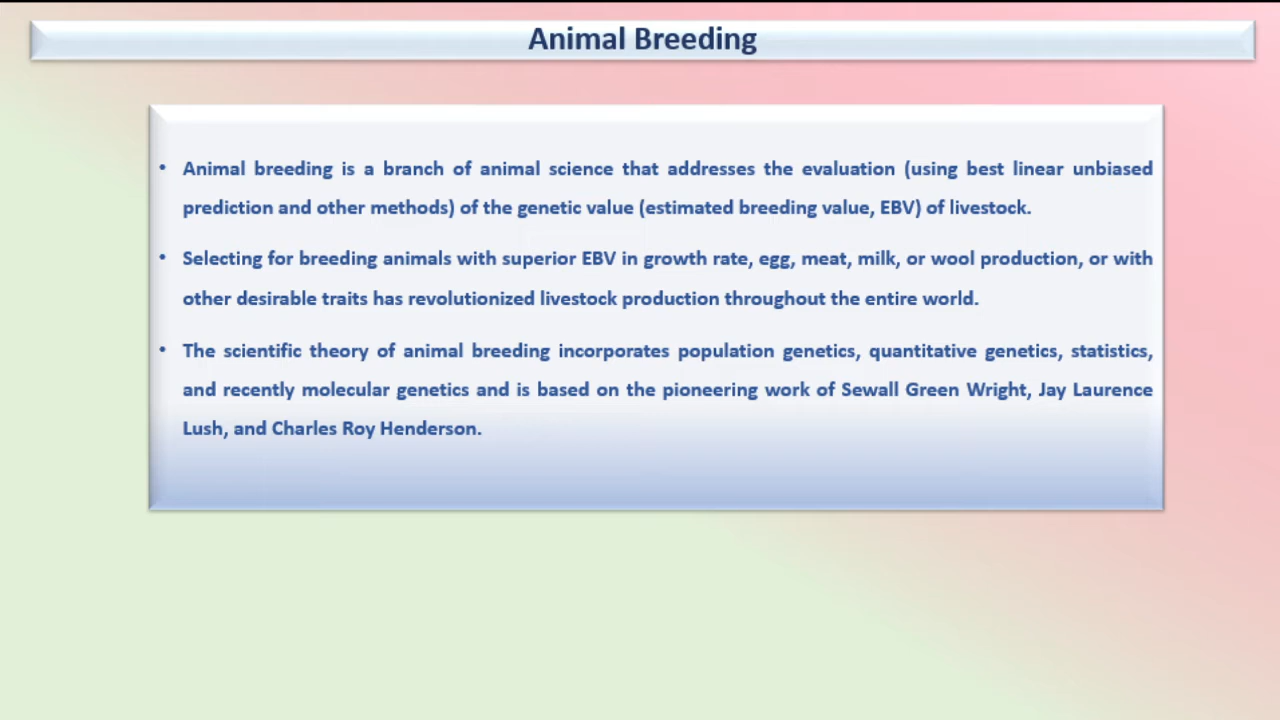 Animal Breeding
• Animal breeding is a branch of animal science that addresses the evaluation (using best linear unbiased
prediction and other methods) of the genetic value (estimated breeding value, EBV) of livestock.
• Selecting for breeding animals with superior EBV in growth rate, egg, meat, milk, or wool production, or with
other desirable traits has revolutionized livestock production throughout the entire world.
• The scientific theory of animal breeding incorporates population genetics, quantitative genetics, statistics,
and recently molecular genetics and is based on the pioneering work of Sewall Green Wright, Jay Laurence
Lush, and Charles Roy Henderson.